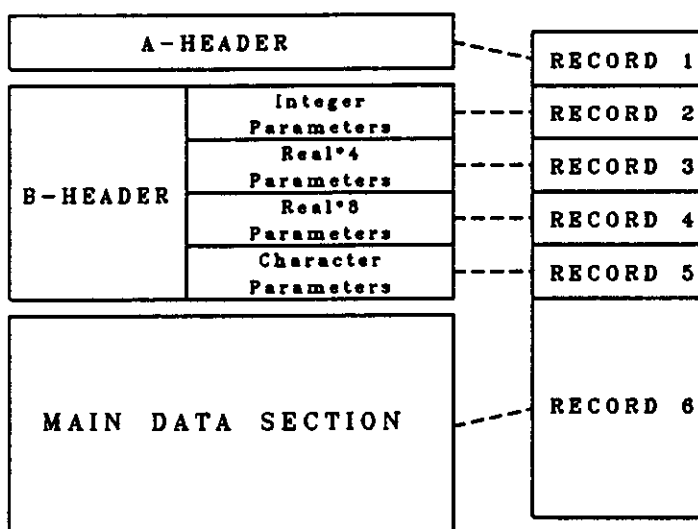 A-HEADER
RECORD 1
Integer
Parameters
RECORD 2
Real*4
Parameters
RECORD 3
B-HEADER
Real*8
Parameters
RECORD 4
Character
Parameters
RECORD 5
MAIN DATA SECTION
RECORD 6